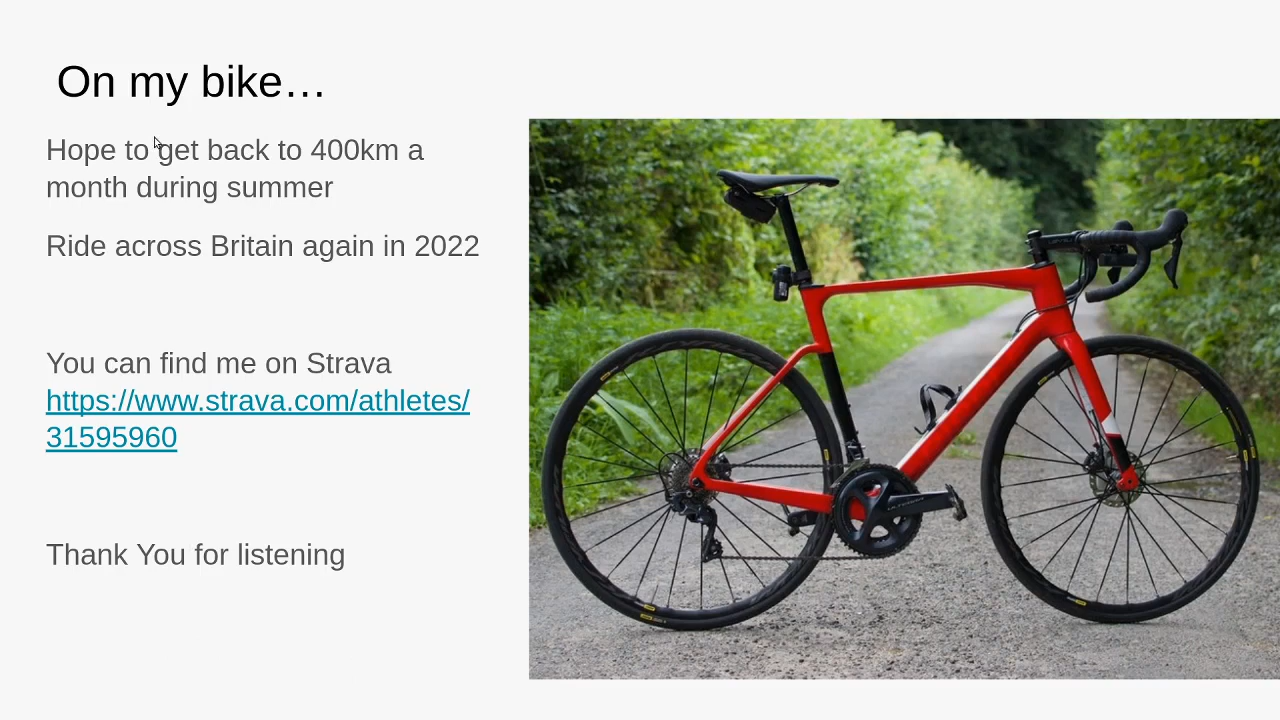 On my bike…
Hope to get back to 400km a
month during summer
Ride across Britain again in 2022
You can find me on Strava
https://www.strava.com/athletes/
31595960
Thank You for listening